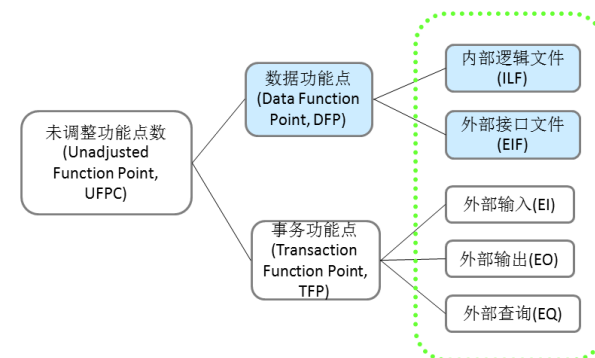 未调整功能点数
(Unadjusted
Function Point,
UFPC)
数据功能点
(Data Function
Point, DFP)
内部逻辑文件
(ILF)
外部接口文件
(EIF)
事务功能点
(Transaction
Function Point,
TFP)
外部输入(EI)
外部输出(EO)
外部查询(EQ)